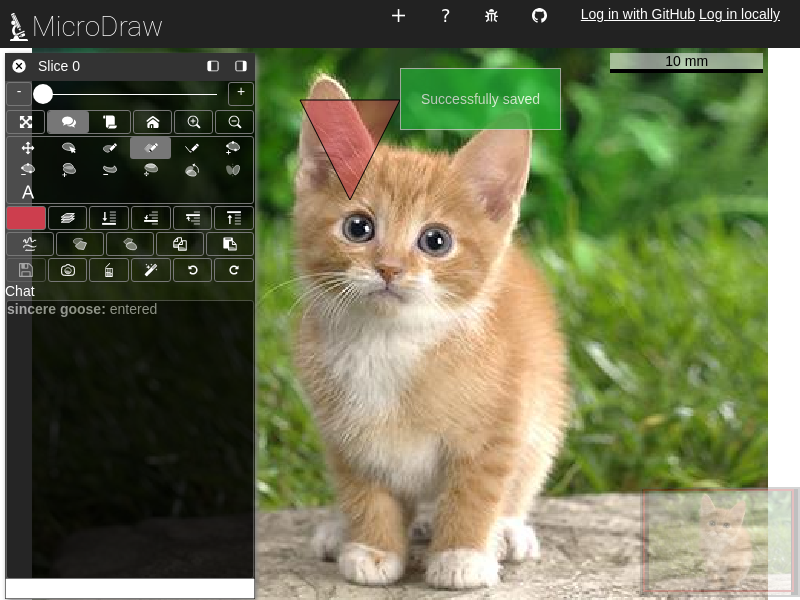 MicroDraw
+ ?
Log in with GitHub Log in locally
Slice 0
- +
10 mm
Successfully saved
A
Chat
sincere goose: entered